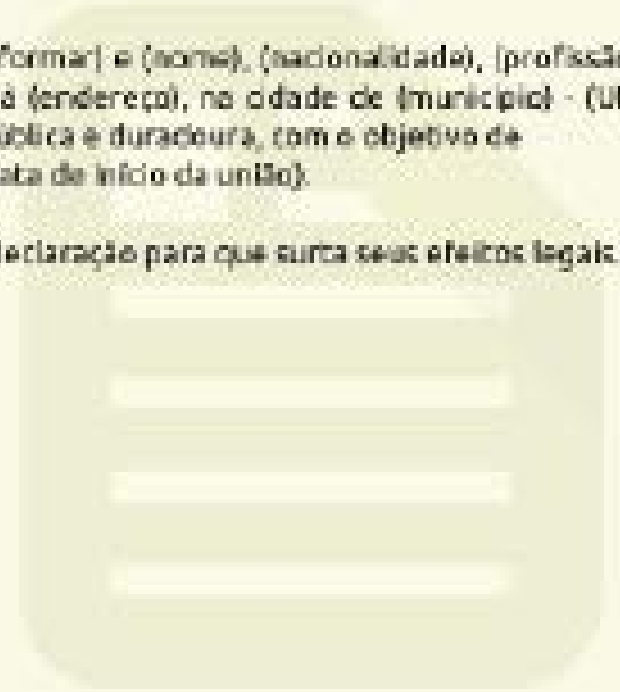 formar) e (nome), (nacionalidade), (profissão
à (endereço), na cidade de (município) - (UF
ública e duradoura, com o objetivo de
ata de início da união).
declaração para que surta seus efeitos legais.